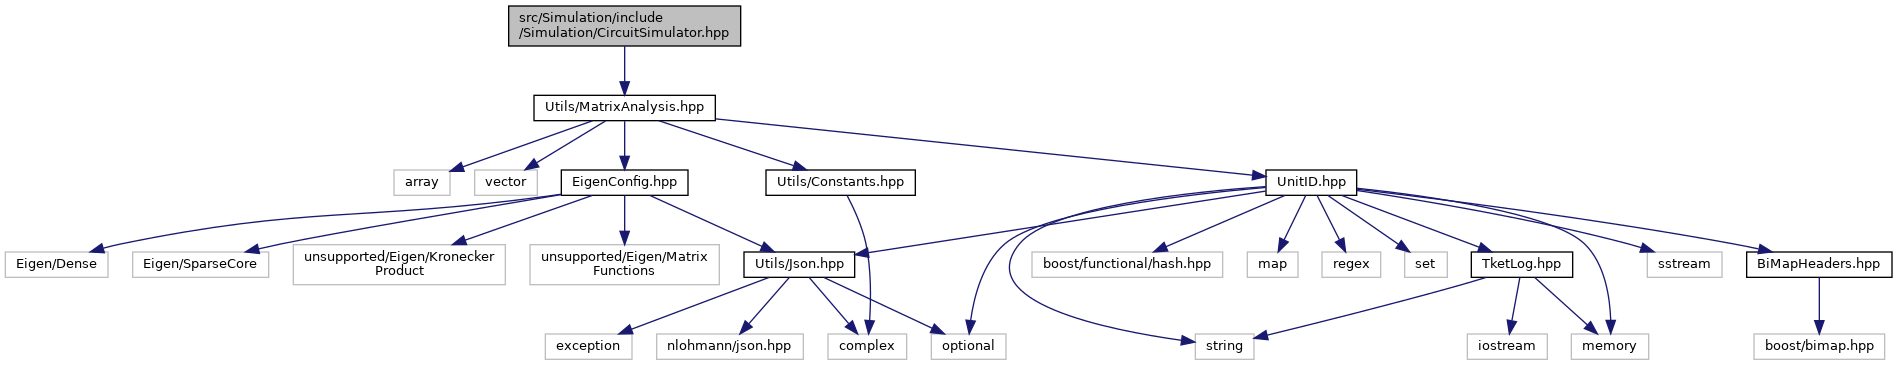 src/Simulation/include
/Simulation/CircuitSimulator.hpp
Utils/MatrixAnalysis.hpp
array
vector
EigenConfig.hpp
Utils/Constants.hpp
UnitID.hpp
Eigen/Dense
Eigen/SparseCore
unsupported/Eigen/Kronecker
Product
unsupported/Eigen/Matrix
Functions
Utils/Json.hpp
boost/functional/hash.hpp
map
regex
set
TketLog.hpp
sstream
BiMapHeaders.hpp
exception
nlohmann/json.hpp
complex
optional
string
iostream
memory
boost/bimap.hpp